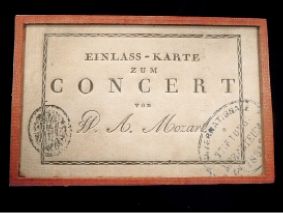 EINLASS-KARTE
ZUM
CONCERT
VON
W. A. Mozart